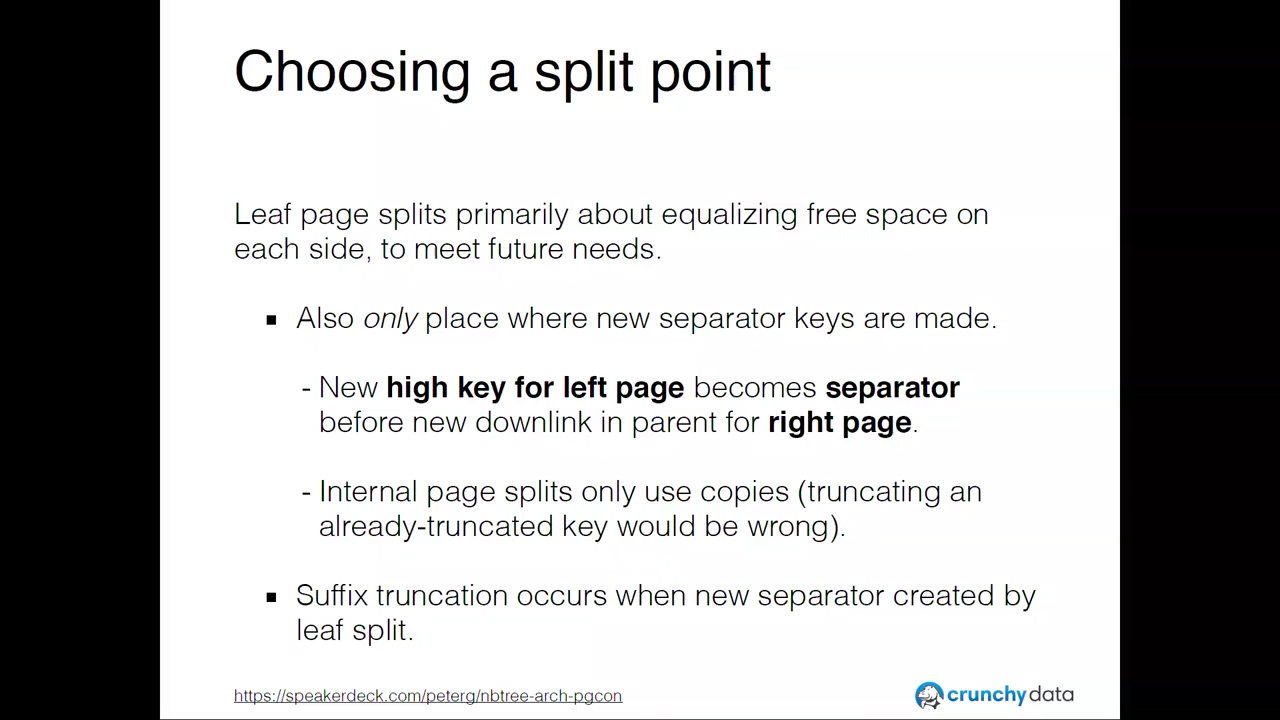 Choosing a split point
Leaf page splits primarily about equalizing free space on
each side, to meet future needs.
▪ Also only place where new separator keys are made.
- New high key for left page becomes separator
before new downlink in parent for right page.
- Internal page splits only use copies (truncating an
already-truncated key would be wrong).
▪ Suffix truncation occurs when new separator created by
leaf split.
https://speakerdeck.com/peterg/nbtree-arch-pgcon
crunchydata